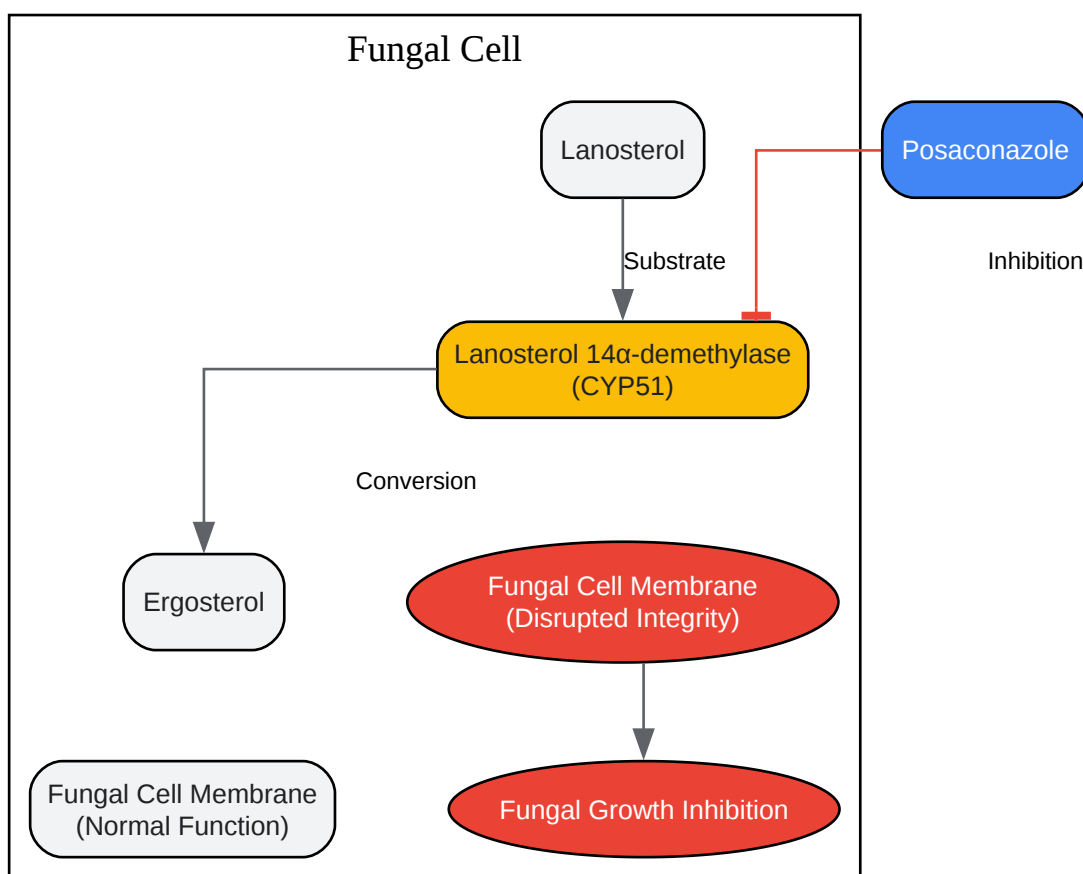 Fungal Cell
Lanosterol
Posaconazole
Substrate
Inhibition
Lanosterol 14α-demethylase
(CYP51)
Conversion
Ergosterol
Fungal Cell Membrane
(Disrupted Integrity)
Fungal Cell Membrane
(Normal Function)
Fungal Growth Inhibition